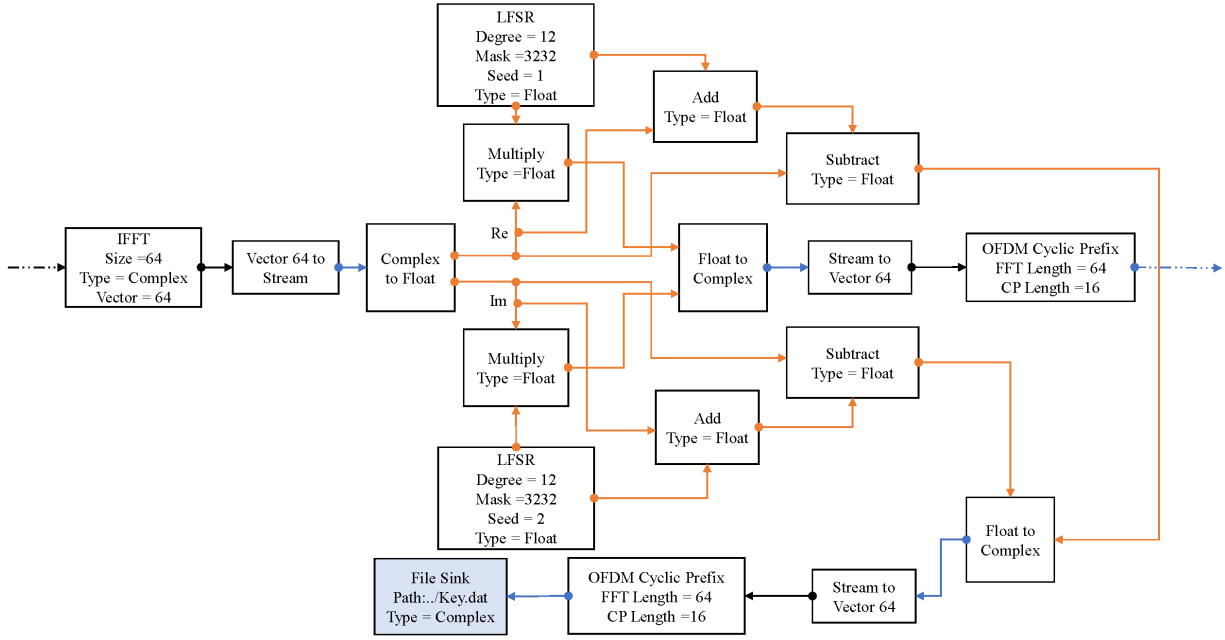 LFSR
Degree = 12
Mask =3232
Seed = 1
Type = Float
Add
Type = Float
Multiply
Type =Float
Subtract
Type = Float
Re
IFFT
Size =64
Type = Complex
Vector = 64
Vector 64 to
Stream
Complex
to Float
Float to
Complex
Stream to
Vector 64
OFDM Cyclic Prefix
FFT Length = 64
CP Length =16
Im
Multiply
Type =Float
Subtract
Type = Float
Add
Type = Float
LFSR
Degree = 12
Mask =3232
Seed = 2
Type = Float
Float to
Complex
File Sink
Path:../Key.dat
Type = Complex
OFDM Cyclic Prefix
FFT Length = 64
CP Length =16
Stream to
Vector 64